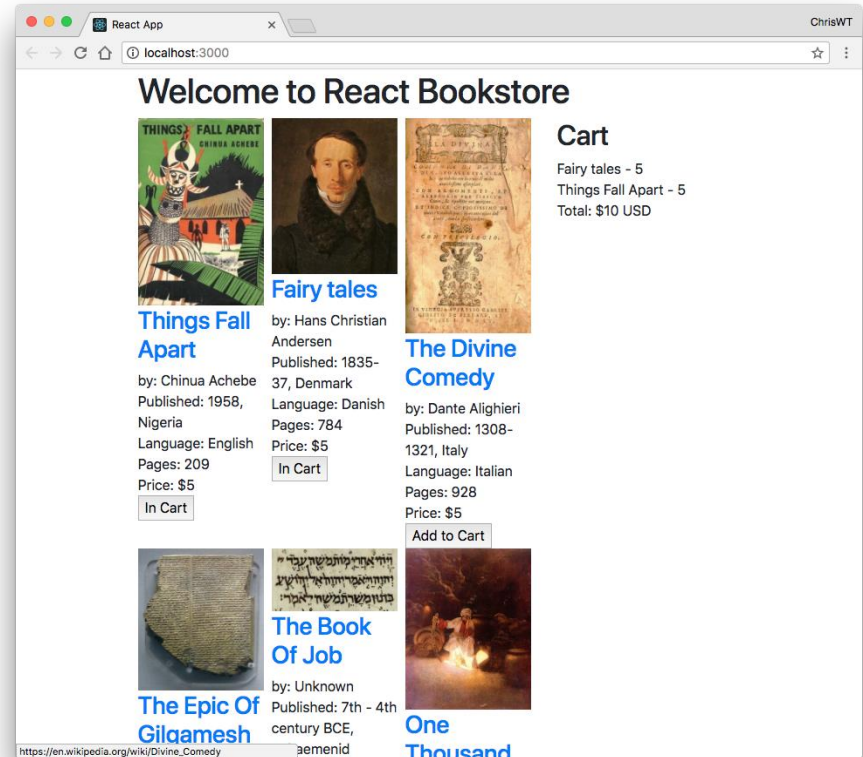 React App
ChrisWT
localhost:3000
Welcome to React Bookstore
THINGS FALL APART
CHINUA ACHEBE
Things Fall
Apart
by: Chinua Achebe
Published: 1958,
Nigeria
Language: English
Pages: 209
Price: $5
In Cart
Fairy tales
by: Hans Christian
Andersen
Published: 1835-
37, Denmark
Language: Danish
Pages: 784
Price: $5
In Cart
LA DIVINA
The Divine
Comedy
by: Dante Alighieri
Published: 1308-
1321, Italy
Language: Italian
Pages: 928
Price: $5
Add to Cart
Cart
Fairy tales - 5
Things Fall Apart - 5
Total: $10 USD
The Epic Of
Gilgamesh
The Book
Of Job
by: Unknown
Published: 7th - 4th
century BCE,
One
Thousand
https://en.wikipedia.org/wiki/Divine_Comedy